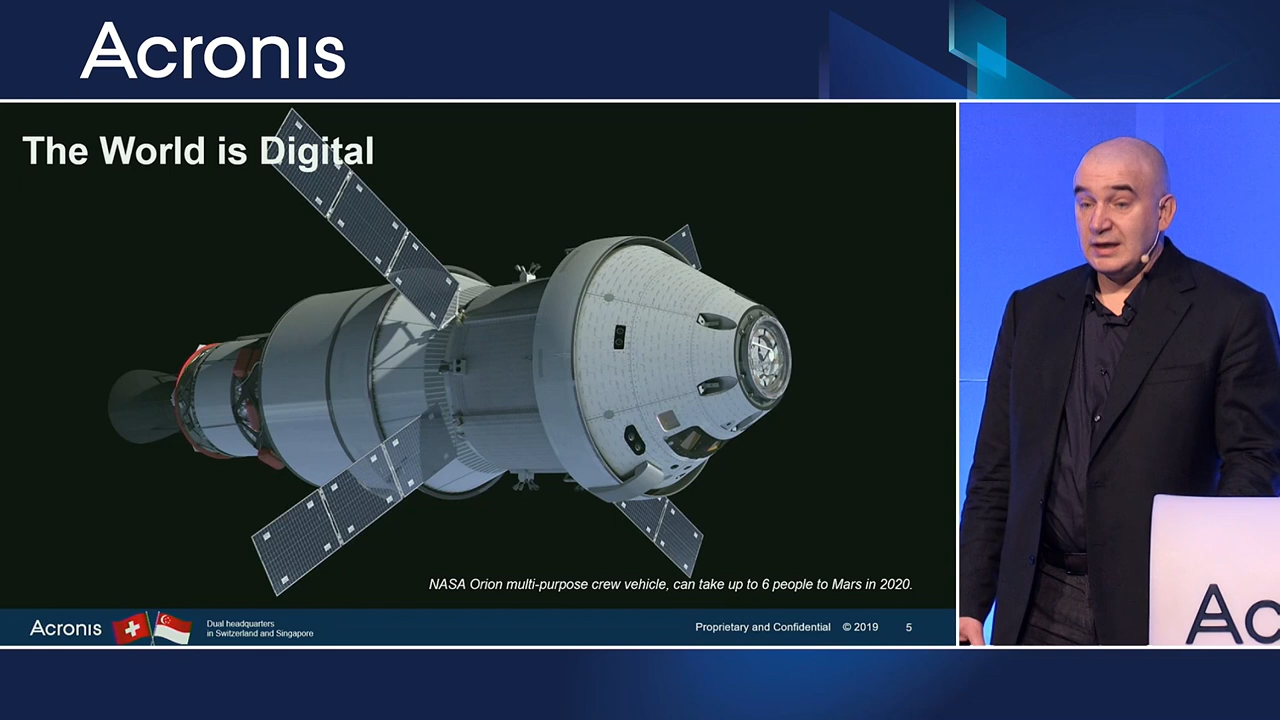 Acronis
The World is Digital
NASA Orion multi-purpose crew vehicle, can take up to 6 people to Mars in 2020.
Acronis
Dual headquarters
in Switzerland and Singapore
Proprietary and Confidential © 2019 5
Ac